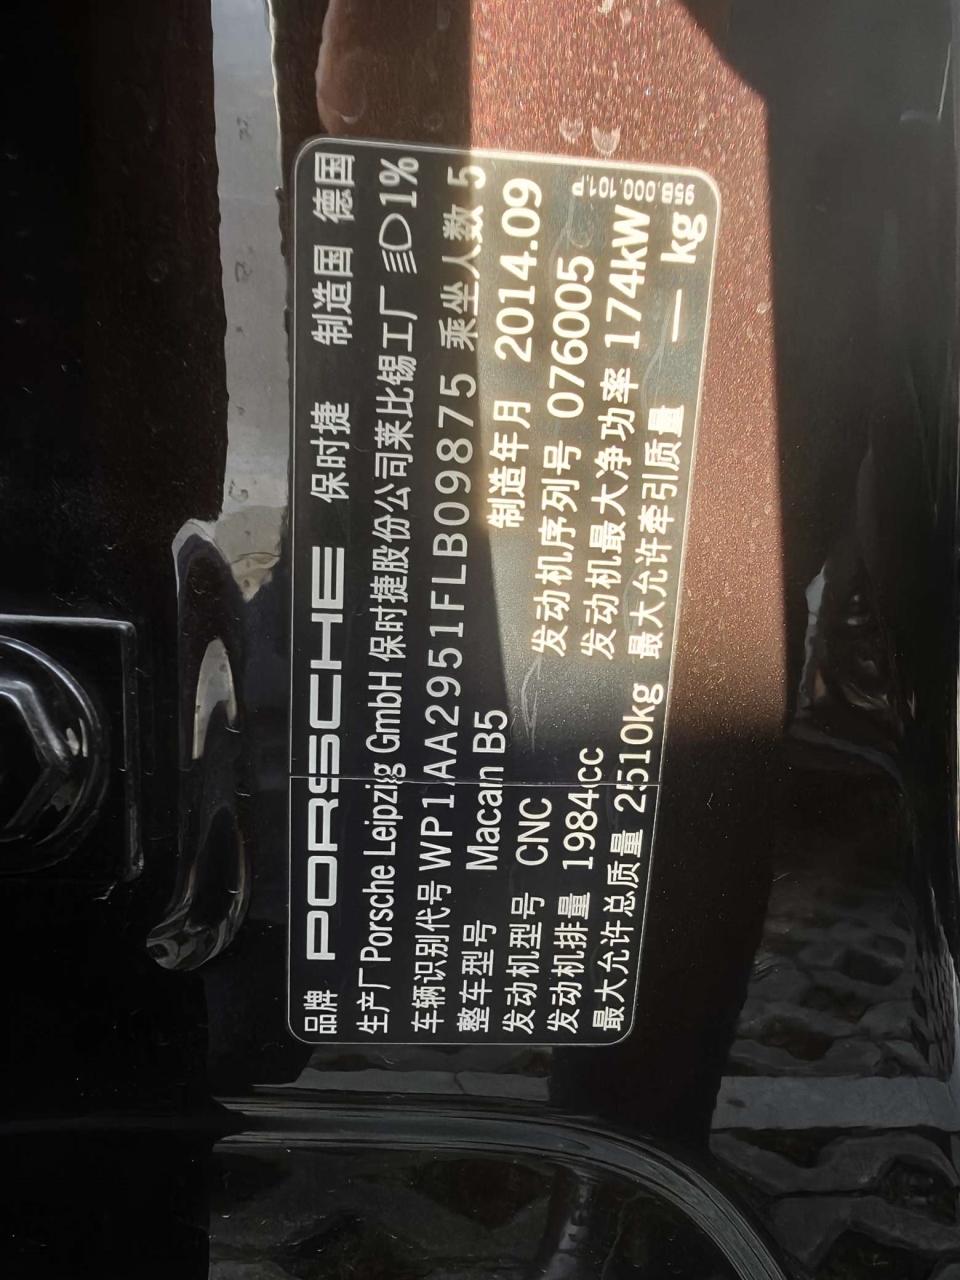 品牌 PORSCHE 保时捷 制造国 德国
生产厂 Porsche Leipzig GmbH 保时捷股份公司莱比锡工厂 1%
车辆识别代号 WP1AA2951FLB09875 乘坐人数 5
整车型号 Macan B5 制造年月 2014.09
发动机型号 CNC 发动机序列号 076005
发动机排量 1984cc 发动机最大净功率 174kW
最大允许总质量 2510kg 最大允许牵引质量 — kg
95B.000.101.P